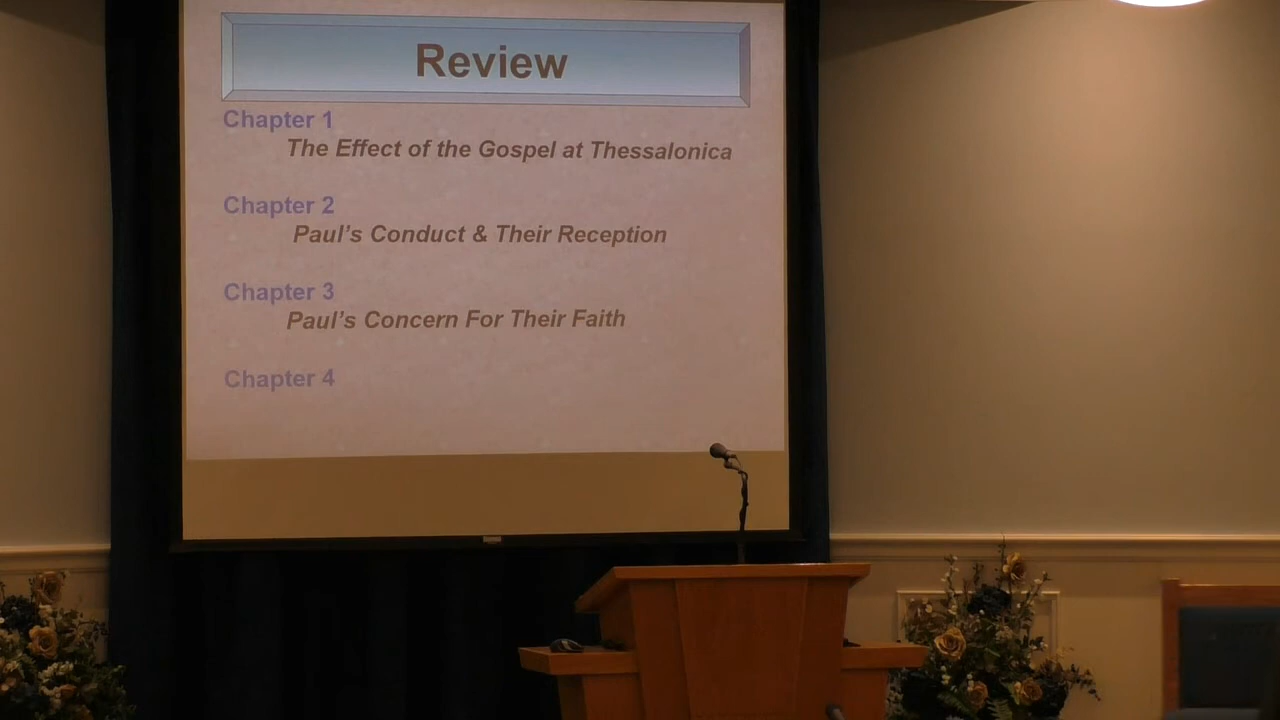 Review
Chapter 1
The Effect of the Gospel at Thessalonica
Chapter 2
Paul's Conduct & Their Reception
Chapter 3
Paul's Concern For Their Faith
Chapter 4